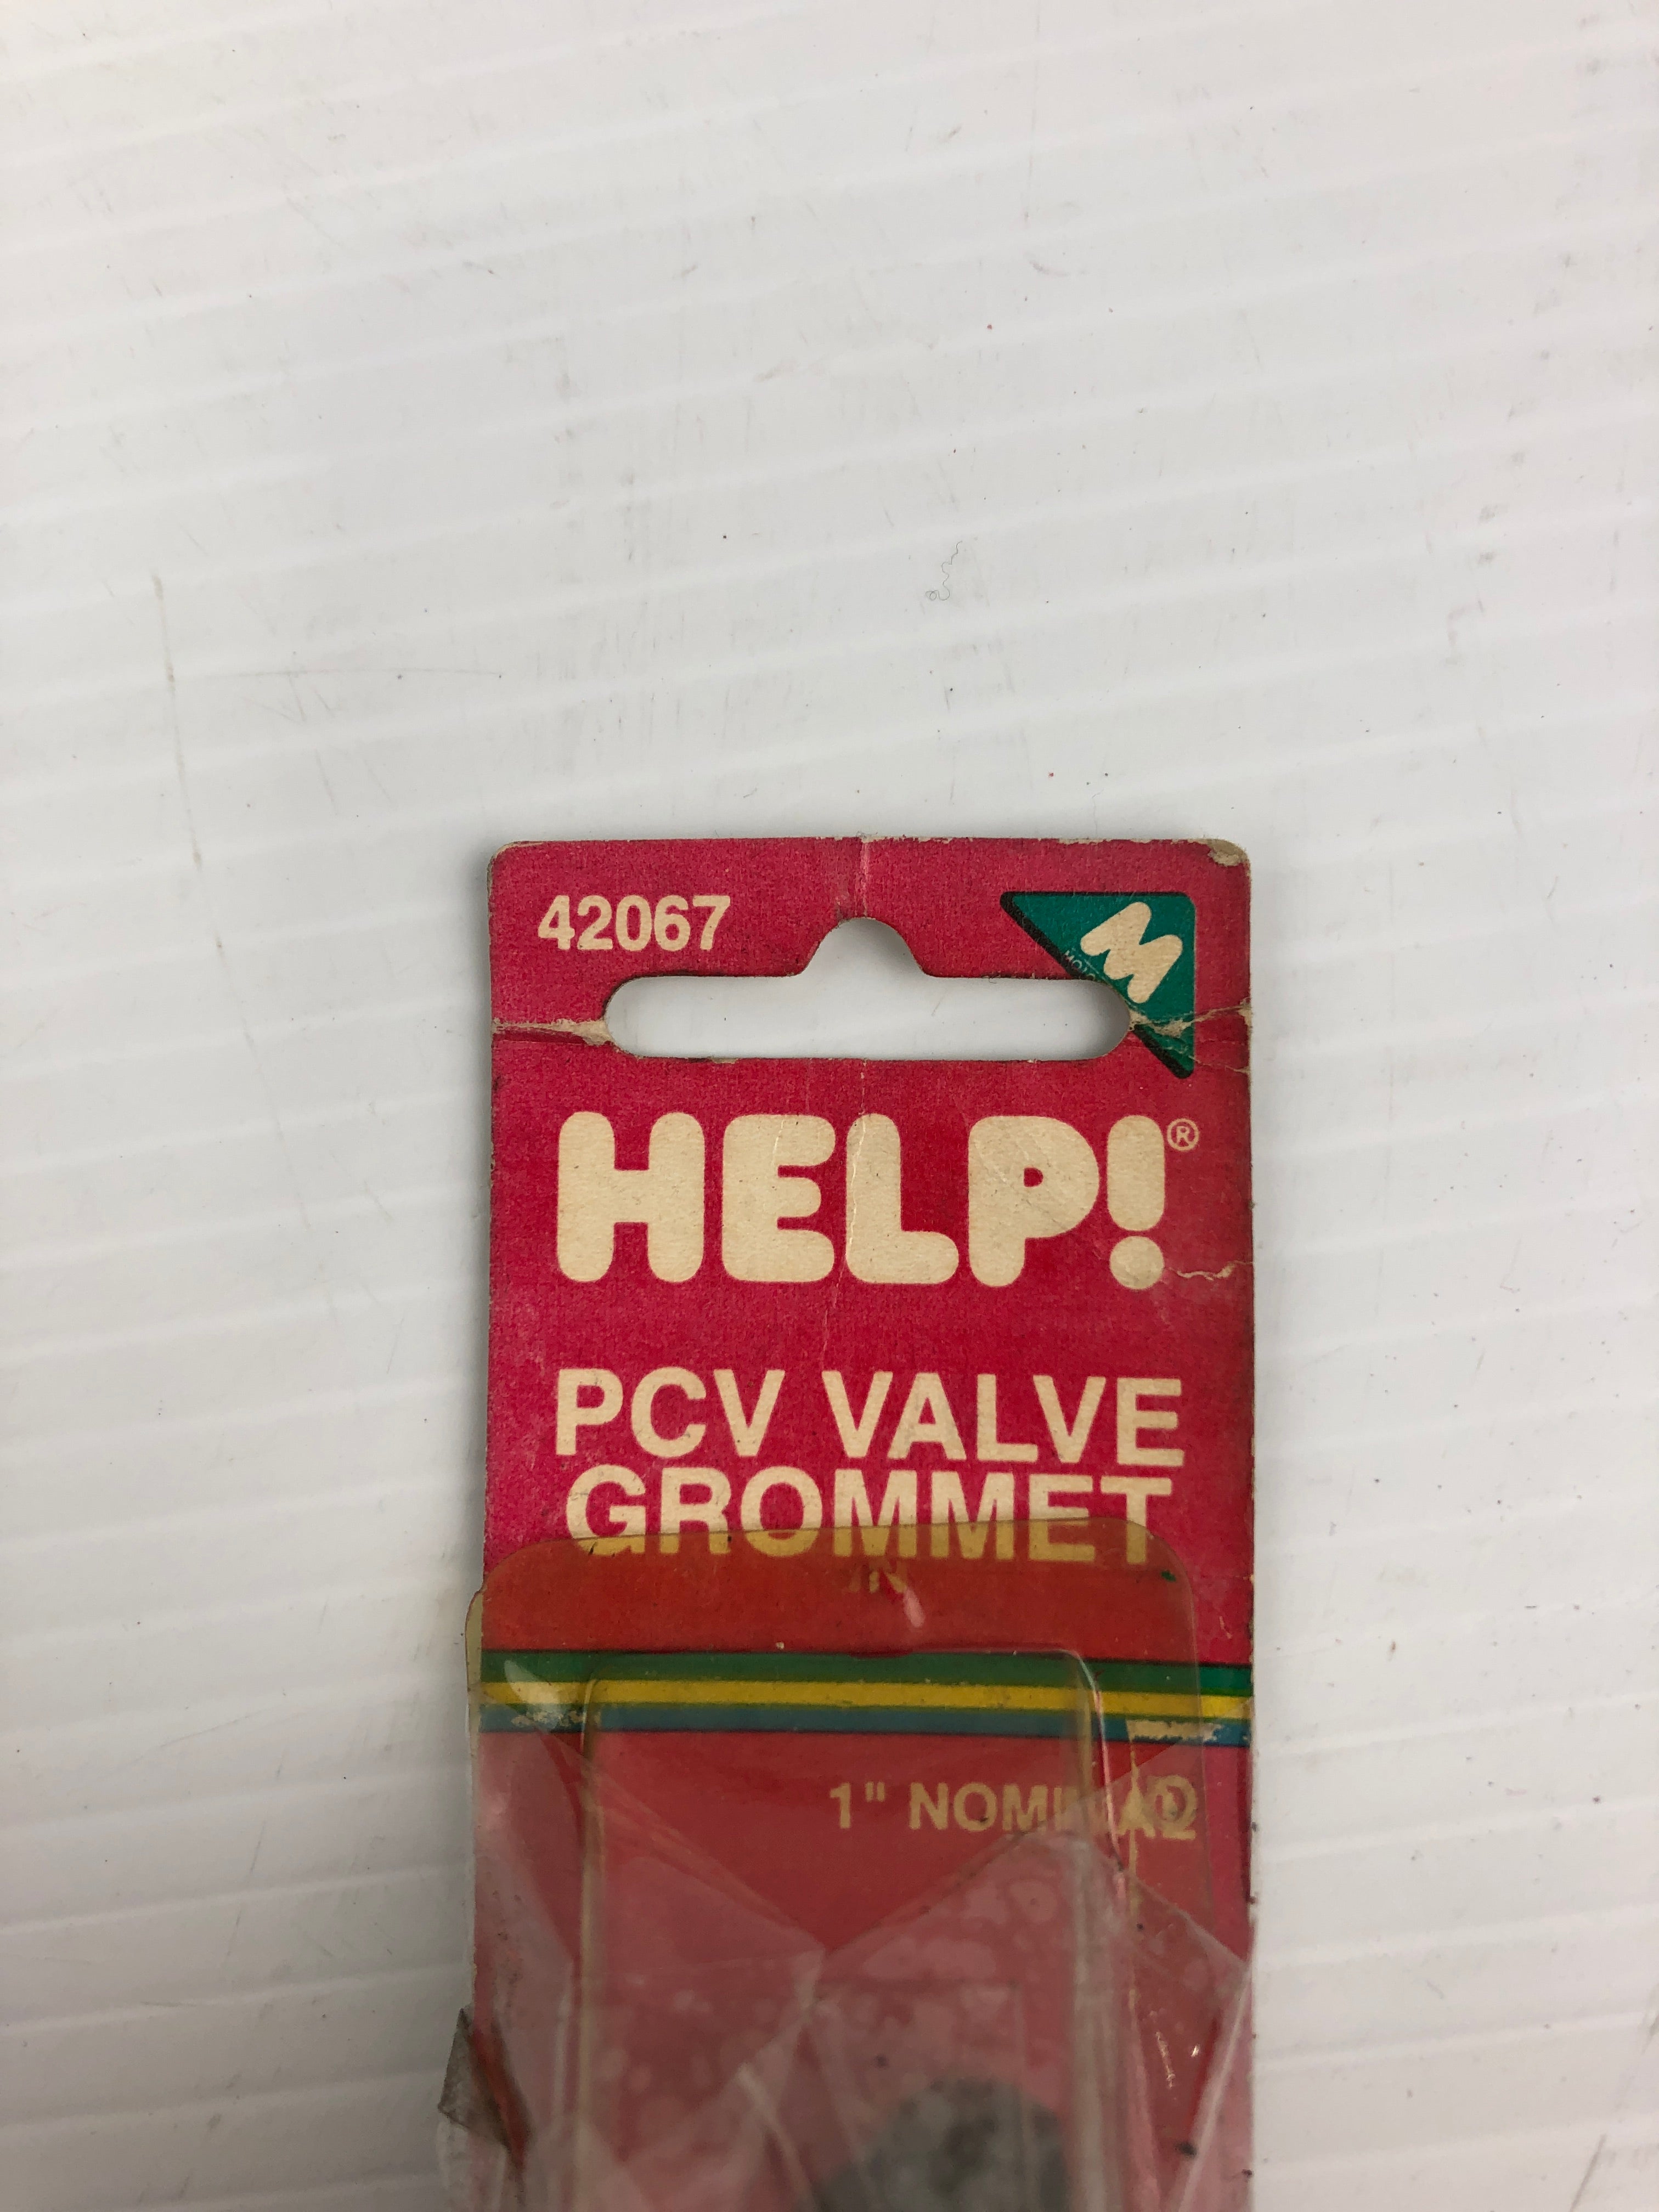 42067
M
HELP!®
PCV VALVE
GROMMET
1" NOMINAL